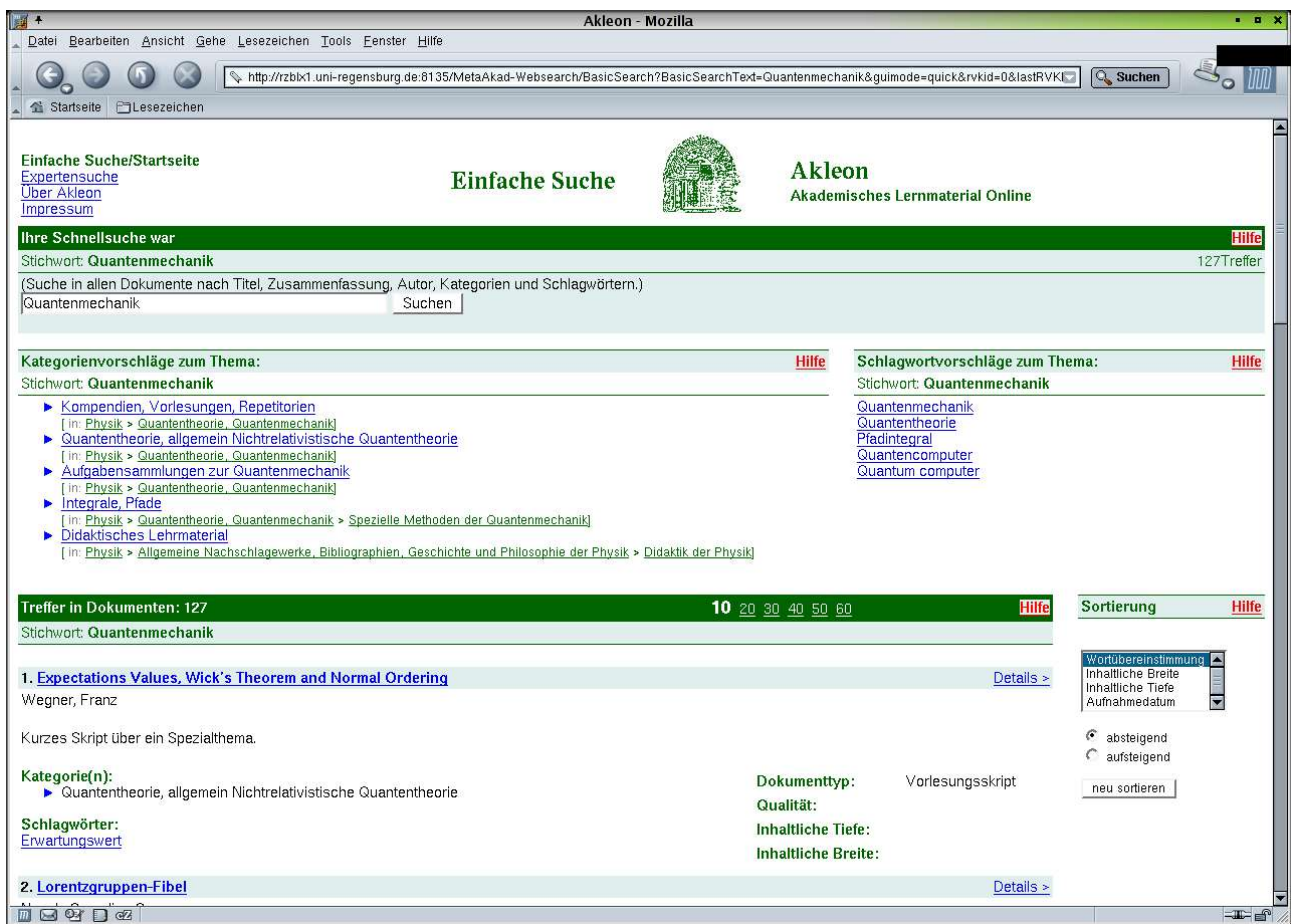 Akleon - Mozilla
Datei Bearbeiten Ansicht Gehe Lesezeichen Tools Fenster Hilfe
http://rzblx1.uni-regensburg.de:8135/MetaAkad-Websearch/BasicSearch?BasicSearchText=Quantenmechanik&guimode=quick&rvkid=0&lastRVK
Suchen
Startseite Lesezeichen
Einfache Suche/Startseite
Expertensuche
Über Akleon
Impressum
Einfache Suche
Akleon
Akademisches Lernmaterial Online
Ihre Schnellsuche war Hilfe
Stichwort: Quantenmechanik 127Treffer
(Suche in allen Dokumente nach Titel, Zusammenfassung, Autor, Kategorien und Schlagwörtern.)
Quantenmechanik Suchen
Kategorienvorschläge zum Thema: Hilfe
Stichwort: Quantenmechanik
Kompendien, Vorlesungen, Repetitorien
[ in: Physik > Quantentheorie, Quantenmechanik]
Quantentheorie, allgemein Nichtrelativistische Quantentheorie
[ in: Physik > Quantentheorie, Quantenmechanik]
Aufgabensammlungen zur Quantenmechanik
[ in: Physik > Quantentheorie, Quantenmechanik]
Integrale, Pfade
[ in: Physik > Quantentheorie, Quantenmechanik > Spezielle Methoden der Quantenmechanik]
Didaktisches Lehrmaterial
[ in: Physik > Allgemeine Nachschlagewerke, Bibliographien, Geschichte und Philosophie der Physik > Didaktik der Physik]
Schlagwortvorschläge zum Thema: Hilfe
Stichwort: Quantenmechanik
Quantenmechanik
Quantentheorie
Pfadintegral
Quantencomputer
Quantum computer
Treffer in Dokumenten: 127 10 20 30 40 50 60 Hilfe
Stichwort: Quantenmechanik
Sortierung Hilfe
Wortübereinstimmung
Inhaltliche Breite
Inhaltliche Tiefe
Aufnahmedatum
absteigend
aufsteigend
neu sortieren
1. Expectations Values, Wick's Theorem and Normal Ordering Details >
Wegner, Franz
Kurzes Skript über ein Spezialthema.
Kategorie(n):
Quantentheorie, allgemein Nichtrelativistische Quantentheorie
Schlagwörter:
Erwartungswert
Dokumenttyp: Vorlesungsskript
Qualität:
Inhaltliche Tiefe:
Inhaltliche Breite:
2. Lorentzgruppen-Fibel Details >